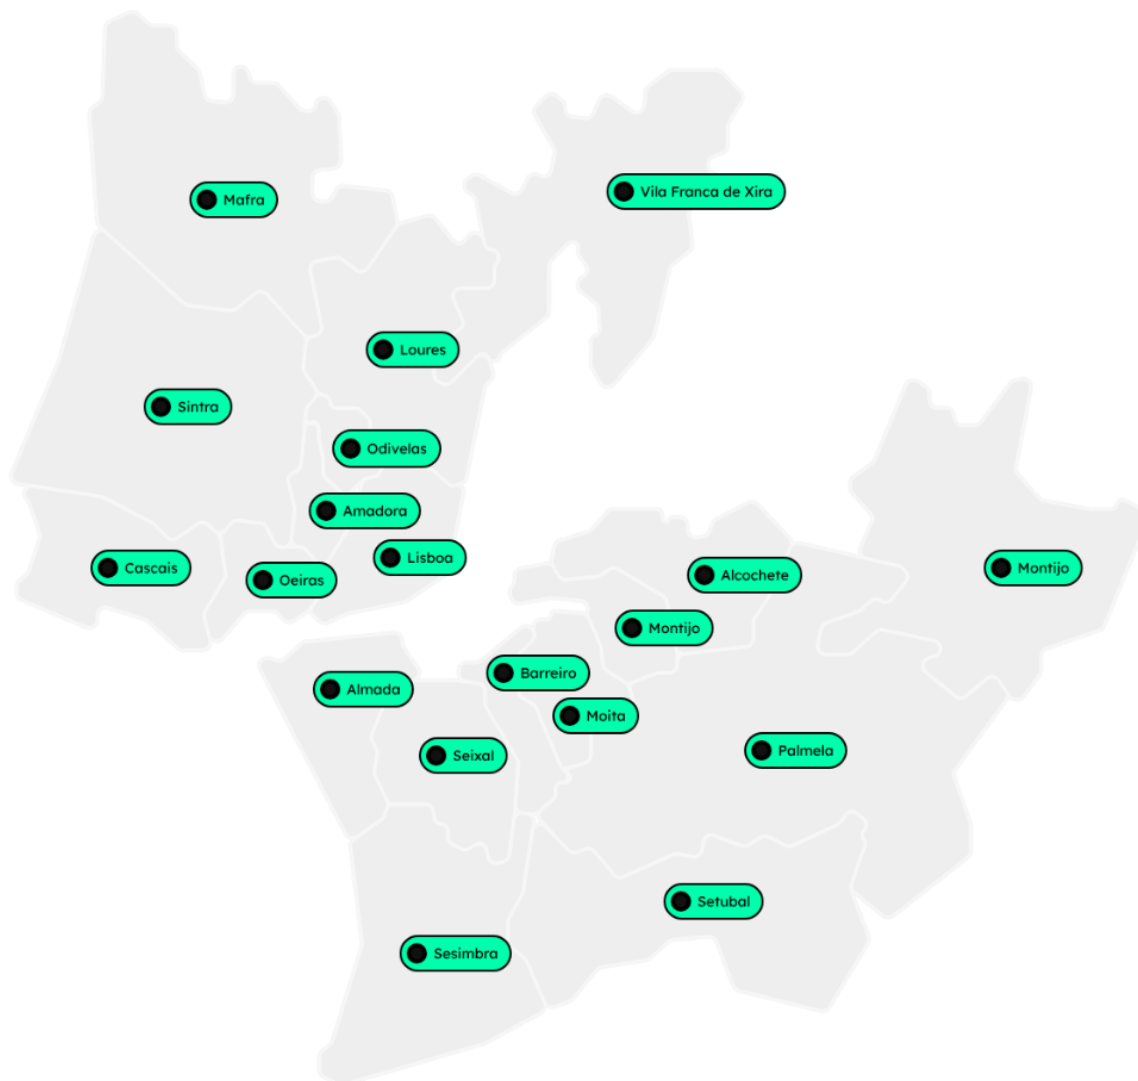 Vila Franca de Xira
Mafra
Loures
Sintra
Odivelas
Amadora
Lisboa
Cascais
Oeiras
Alcochete
Montijo
Montijo
Barreiro
Almada
Moita
Seixal
Palmela
Setubal
Sesimbra